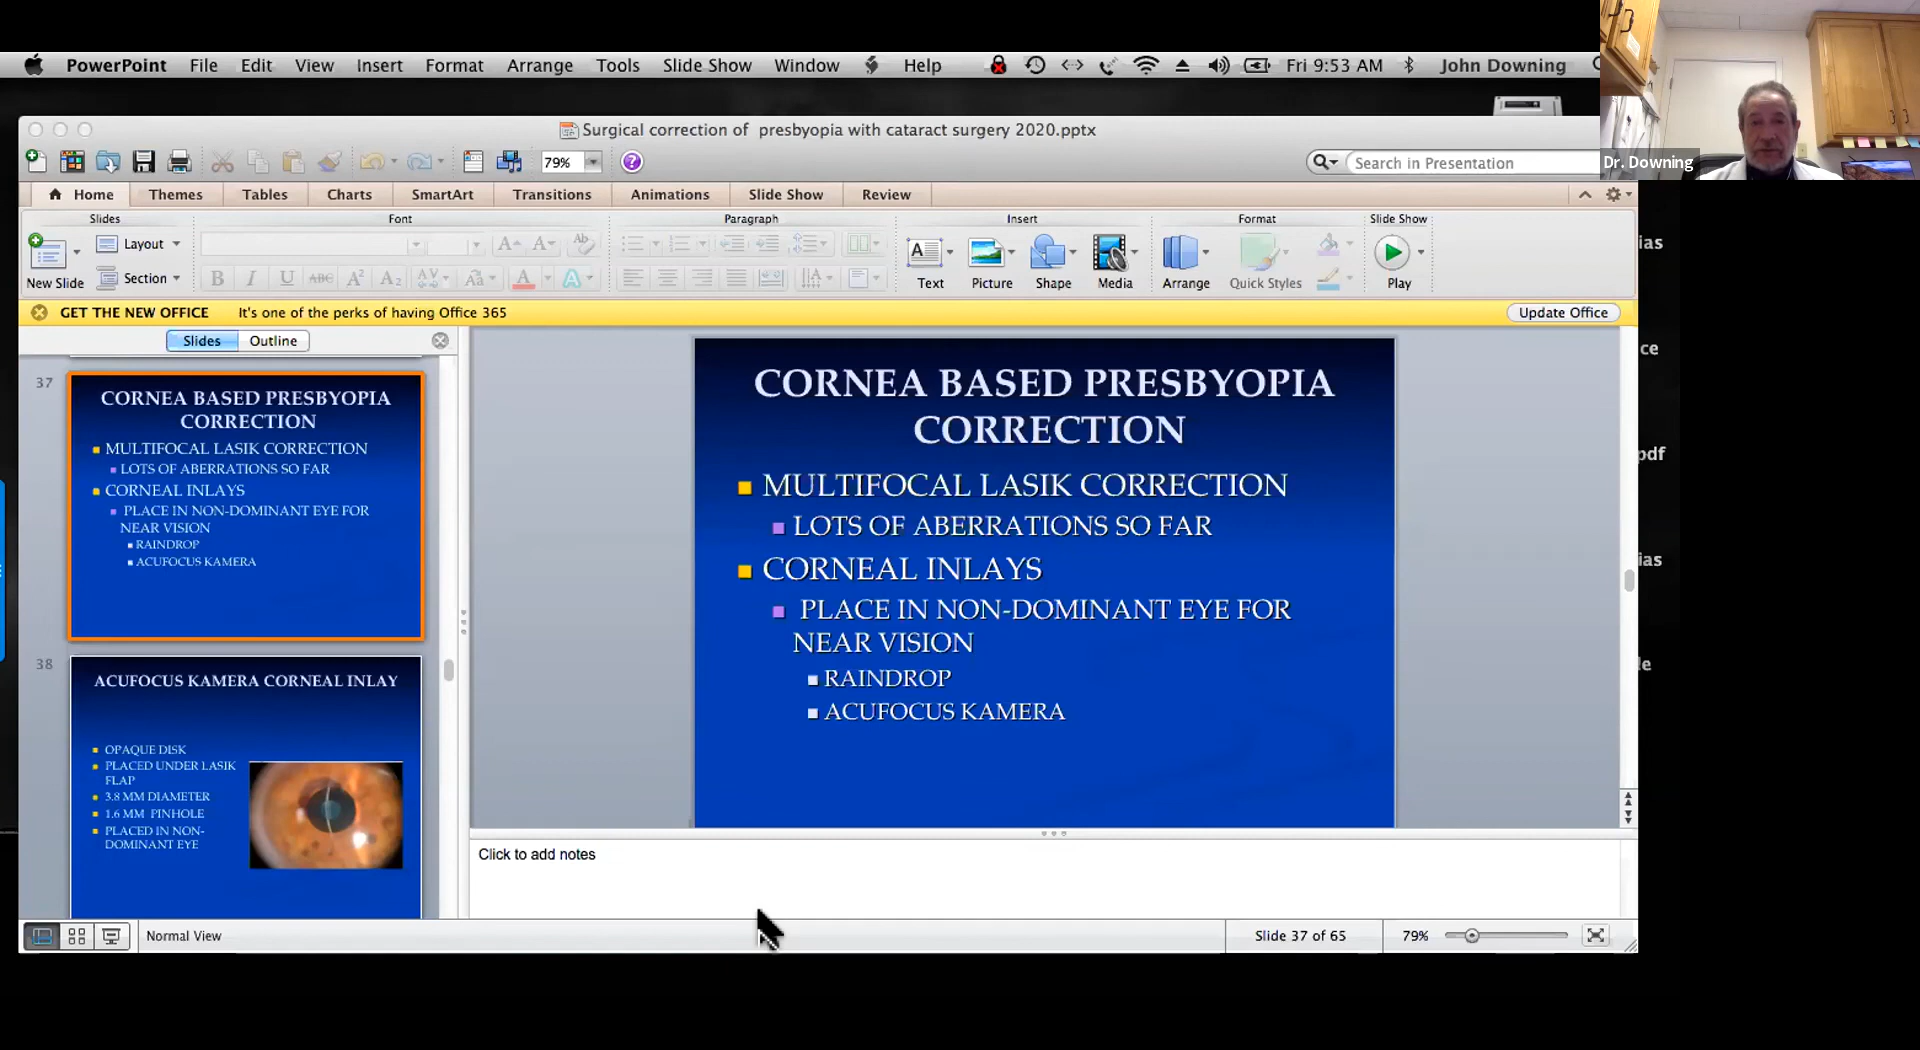 PowerPoint File Edit View Insert Format Arrange Tools Slide Show Window Help Fri 9:53 AM John Downing
Dr. Downing
Surgical correction of presbyopia with cataract surgery 2020.pptx
79% Search in Presentation
Home Themes Tables Charts SmartArt Transitions Animations Slide Show Review
Slides Font Paragraph Insert Format Slide Show
Layout
Section
New Slide
B I U ABC A² A₂ AV Aa A A
Text Picture Shape Media Arrange Quick Styles Play
GET THE NEW OFFICE It's one of the perks of having Office 365 Update Office
Slides Outline
37
CORNEA BASED PRESBYOPIA
CORRECTION
MULTIFOCAL LASIK CORRECTION
LOTS OF ABERRATIONS SO FAR
CORNEAL INLAYS
PLACE IN NON-DOMINANT EYE FOR
NEAR VISION
RAINDROP
ACUFOCUS KAMERA
38
ACUFOCUS KAMERA CORNEAL INLAY
OPAQUE DISK
PLACED UNDER LASIK
FLAP
3.8 MM DIAMETER
1.6 MM PINHOLE
PLACED IN NON-
DOMINANT EYE
CORNEA BASED PRESBYOPIA
CORRECTION
MULTIFOCAL LASIK CORRECTION
LOTS OF ABERRATIONS SO FAR
CORNEAL INLAYS
PLACE IN NON-DOMINANT EYE FOR
NEAR VISION
RAINDROP
ACUFOCUS KAMERA
Click to add notes
Normal View Slide 37 of 65 79%
ias
ce
pdf
ias
le